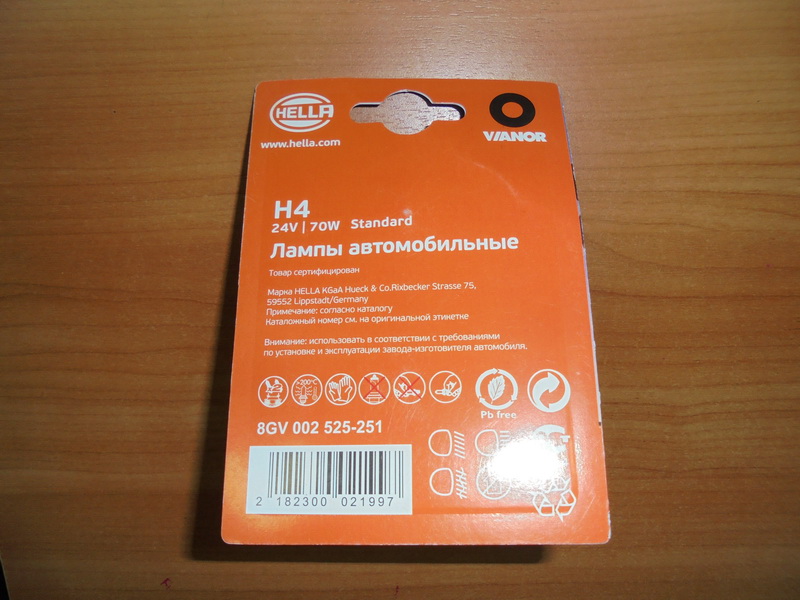 HELLA
www.hella.com
VIANOR
H4
24V | 70W Standard
Лампы автомобильные
Товар сертифицирован
Марка HELLA KGaA Hueck & Co.Rixbecker Strasse 75,
59552 Lippstadt/Germany
Примечание: согласно каталогу
Каталожный номер см. на оригинальной этикетке
Внимание: использовать в соответствии с требованиями
по установке и эксплуатации завода-изготовителя автомобиля.
>200°C
Pb free
8GV 002 525-251
2 182300 021997